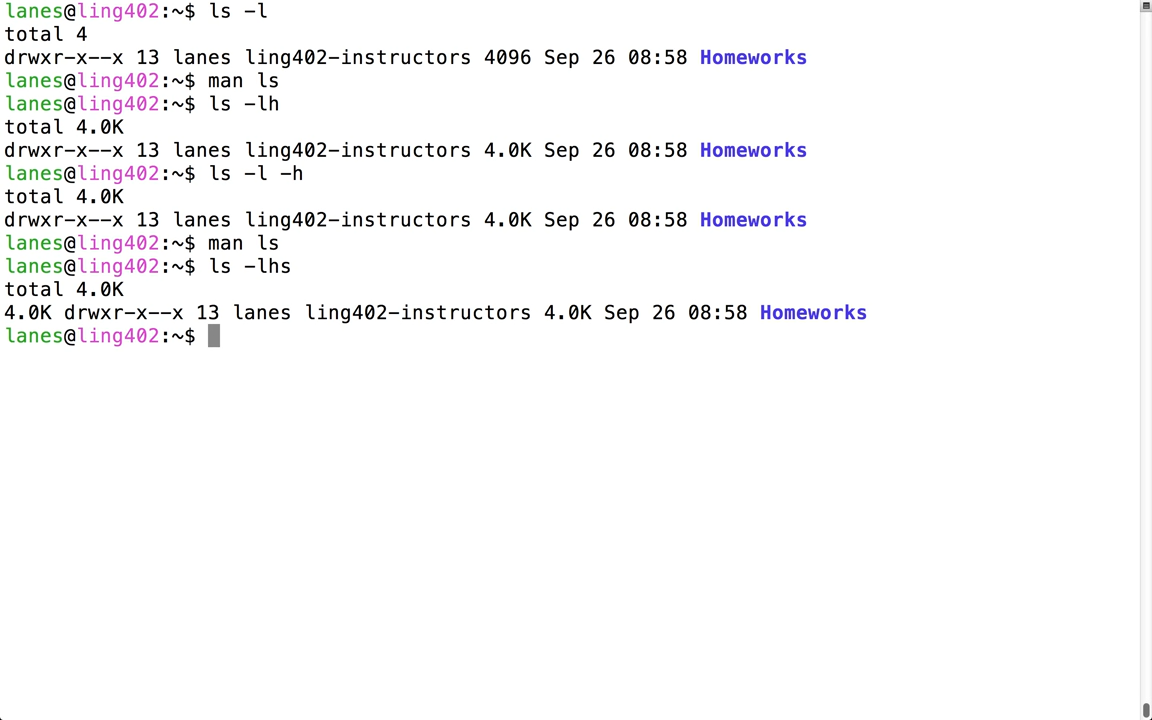 lanes@ling402:~$ ls -l
total 4
drwxr-x--x 13 lanes ling402-instructors 4096 Sep 26 08:58 Homeworks
lanes@ling402:~$ man ls
lanes@ling402:~$ ls -lh
total 4.0K
drwxr-x--x 13 lanes ling402-instructors 4.0K Sep 26 08:58 Homeworks
lanes@ling402:~$ ls -l -h
total 4.0K
drwxr-x--x 13 lanes ling402-instructors 4.0K Sep 26 08:58 Homeworks
lanes@ling402:~$ man ls
lanes@ling402:~$ ls -lhs
total 4.0K
4.0K drwxr-x--x 13 lanes ling402-instructors 4.0K Sep 26 08:58 Homeworks
lanes@ling402:~$